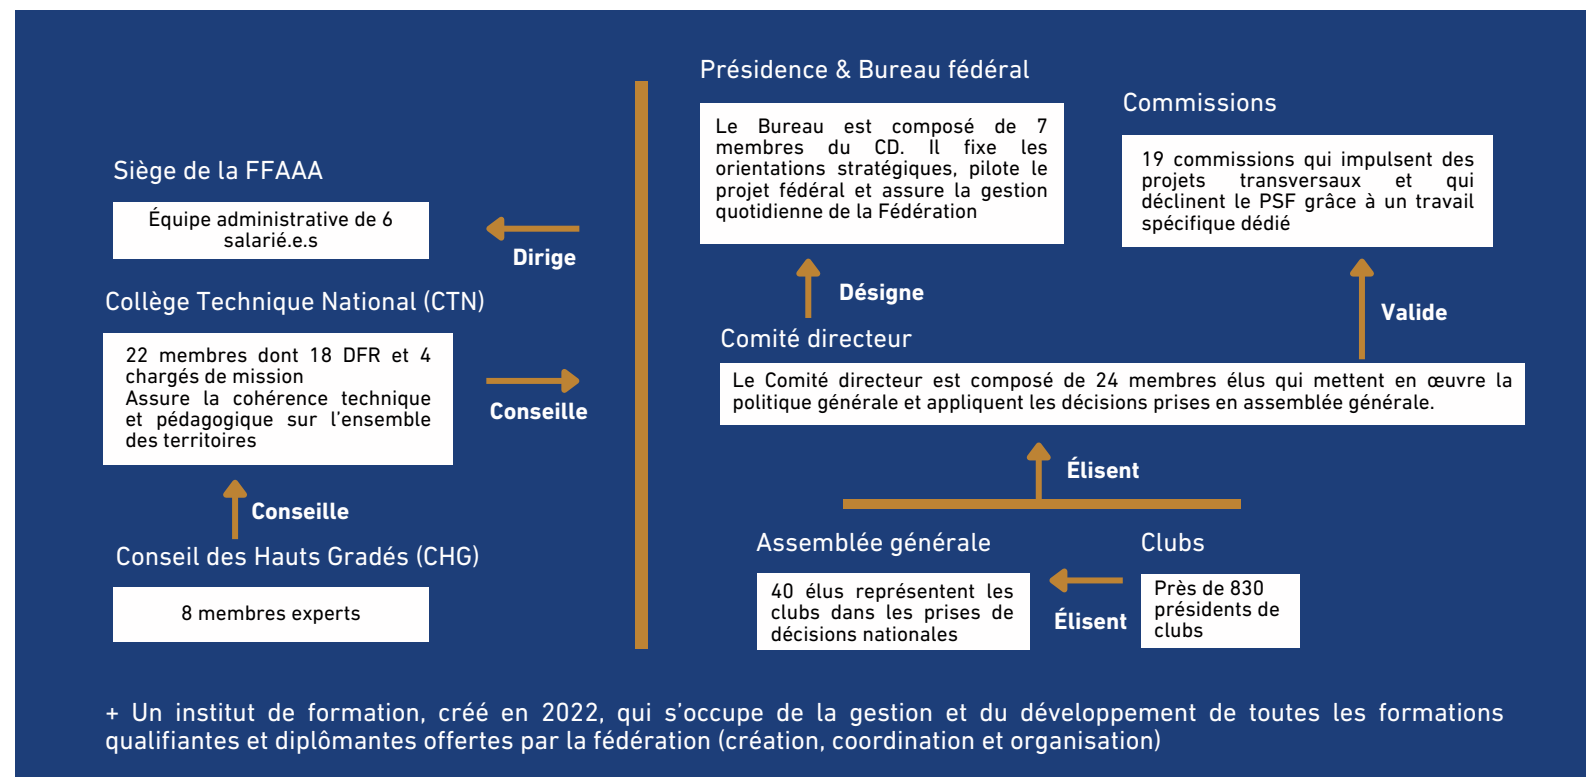 Siège de la FFAAA
Équipe administrative de 6
salarié.e.s
Dirige
Collège Technique National (CTN)
22 membres dont 18 DFR et 4
chargés de mission
Assure la cohérence technique
et pédagogique sur l'ensemble
des territoires
Conseille
Conseille
Conseil des Hauts Gradés (CHG)
8 membres experts
Présidence & Bureau fédéral
Le Bureau est composé de 7
membres du CD. Il fixe les
orientations stratégiques, pilote le
projet fédéral et assure la gestion
quotidienne de la Fédération
Commissions
19 commissions qui impulsent des
projets transversaux et qui
déclinent le PSF grâce à un travail
spécifique dédié
Désigne
Valide
Comité directeur
Le Comité directeur est composé de 24 membres élus qui mettent en œuvre la
politique générale et appliquent les décisions prises en assemblée générale.
Élisent
Assemblée générale
40 élus représentent les
clubs dans les prises de
décisions nationales
Élisent
Clubs
Près de 830
présidents de
clubs
+ Un institut de formation, créé en 2022, qui s'occupe de la gestion et du développement de toutes les formations
qualifiantes et diplômantes offertes par la fédération (création, coordination et organisation)